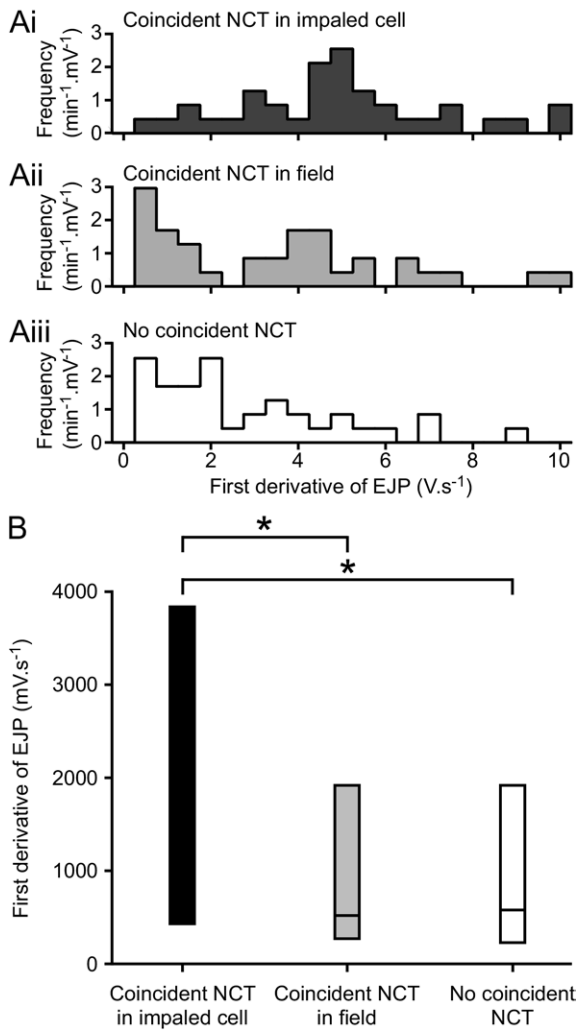 Ai
Coincident NCT in impaled cell
Frequency
(min⁻¹.mV⁻¹)
3
2
1
0
Aii
Coincident NCT in field
Frequency
(min⁻¹.mV⁻¹)
3
2
1
0
Aiii
No coincident NCT
Frequency
(min⁻¹.mV⁻¹)
3
2
1
0
0 2 4 6 8 10
First derivative of EJP (V.s⁻¹)
B
*
*
First derivative of EJP (mV.s⁻¹)
4000
3000
2000
1000
0
Coincident NCT
in impaled cell
Coincident NCT
in field
No coincident
NCT